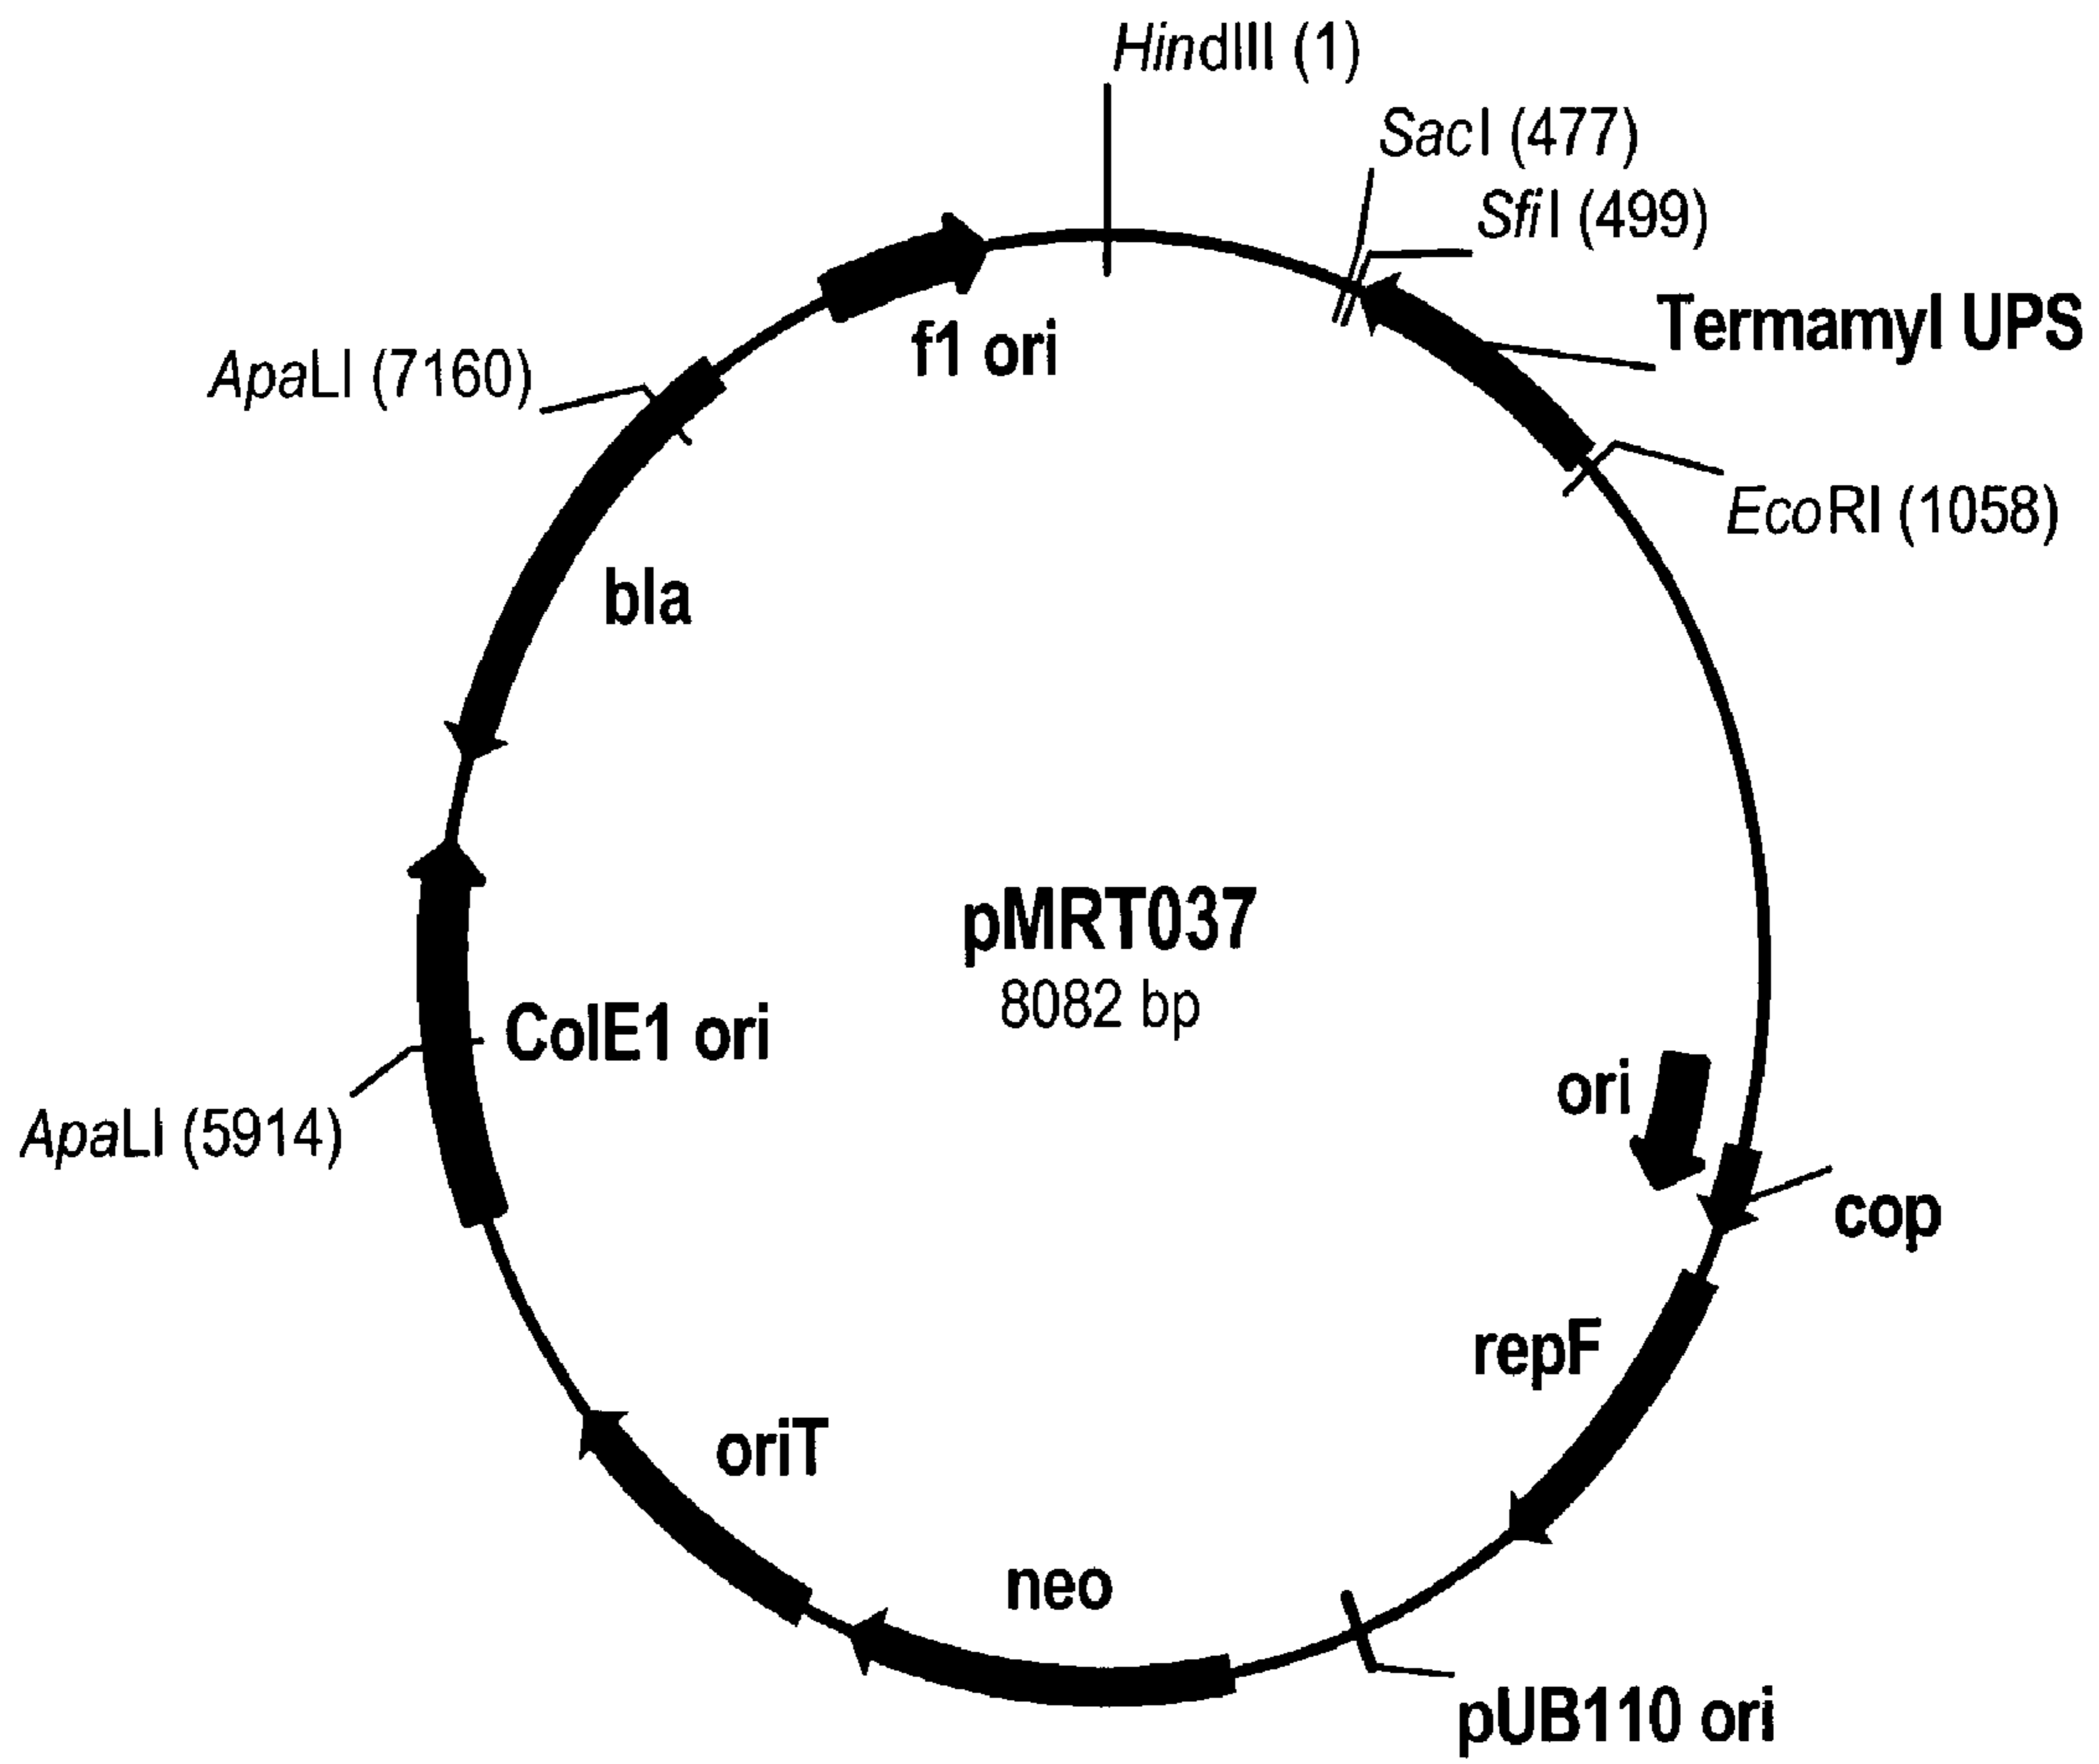 HindIII (1)
SacI (477)
SfiI (499)
Termamyl UPS
f1 ori
ApaLI (7160)
EcoRI (1058)
bla
pMRT037
8082 bp
ColE1 ori
ori
ApaLI (5914)
cop
repF
oriT
neo
pUB110 ori